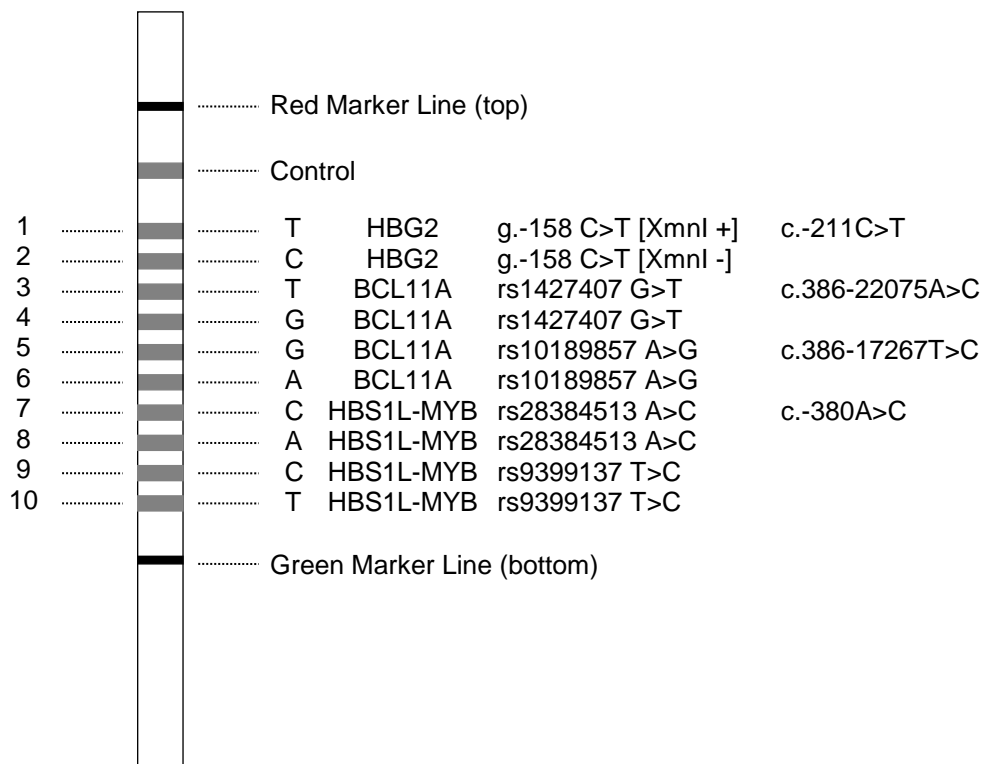 Red Marker Line (top)
Control
1 T HBG2 g.-158 C>T [XmnI +] c.-211C>T
2 C HBG2 g.-158 C>T [XmnI -]
3 T BCL11A rs1427407 G>T c.386-22075A>C
4 G BCL11A rs1427407 G>T
5 G BCL11A rs10189857 A>G c.386-17267T>C
6 A BCL11A rs10189857 A>G
7 C HBS1L-MYB rs28384513 A>C c.-380A>C
8 A HBS1L-MYB rs28384513 A>C
9 C HBS1L-MYB rs9399137 T>C
10 T HBS1L-MYB rs9399137 T>C
Green Marker Line (bottom)